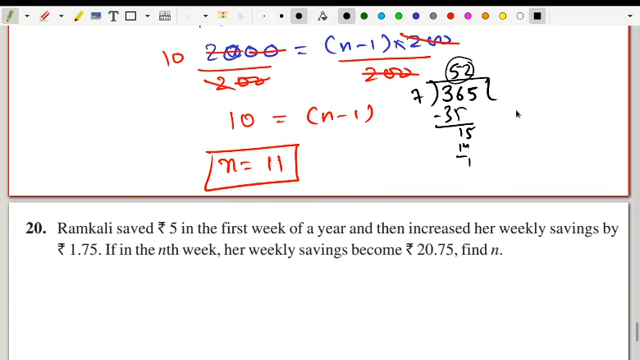 10 2000 = (n-1)×200
200 200
10 = (n-1)
n = 11
52
7 ) 365 (
-35
15
14
1
20. Ramkali saved ₹ 5 in the first week of a year and then increased her weekly savings by
₹ 1.75. If in the nth week, her weekly savings become ₹ 20.75, find n.